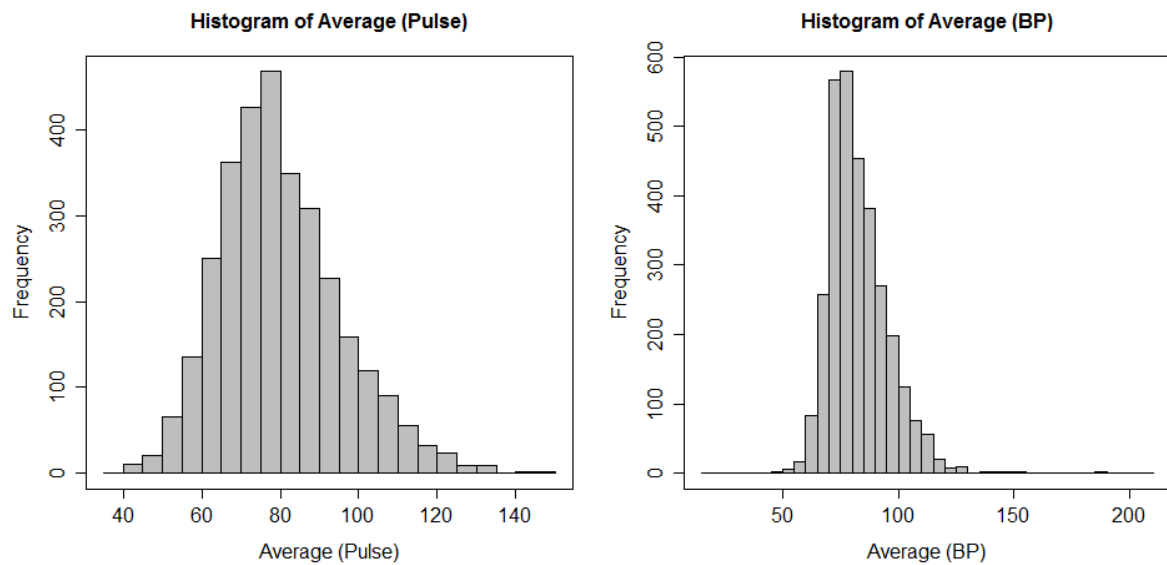 Histogram of Average (Pulse)
Frequency
0 100 200 300 400
40 60 80 100 120 140
Average (Pulse)
Histogram of Average (BP)
Frequency
0 100 200 300 400 500 600
50 100 150 200
Average (BP)